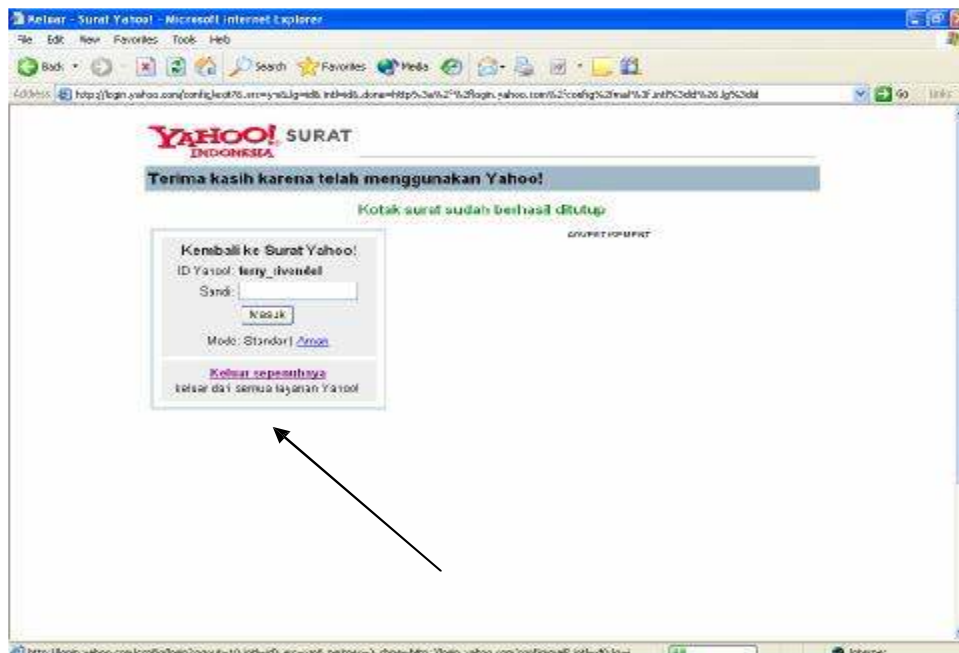 Keluar - Surat Yahoo! - Microsoft Internet Explorer
File Edit View Favorites Tools Help
Back Search Favorites Media
Address Go Links
YAHOO! SURAT
INDONESIA
Terima kasih karena telah menggunakan Yahoo!
Kotak surat sudah berhasil ditutup
ADVERTISEMENT
Kembali ke Surat Yahoo!
ID Yahoo!:
Sandi:
Masuk
Mode: Standar | Aman
Keluar sepenuhnya
keluar dari semua layanan Yahoo!
Internet